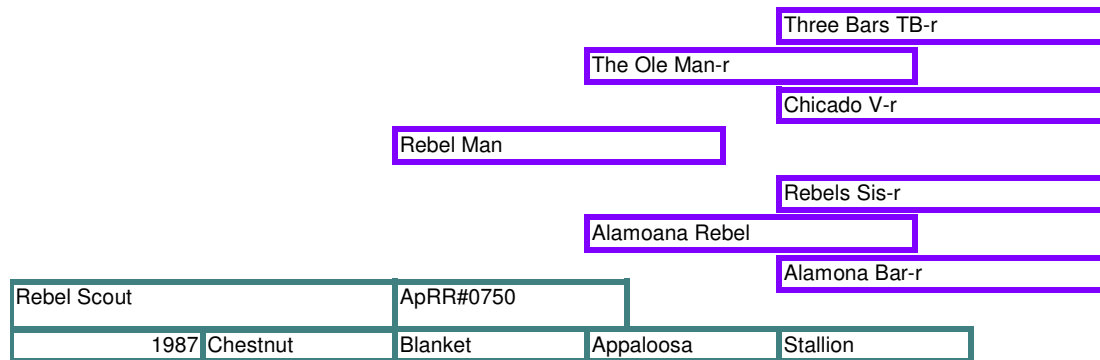 Three Bars TB-r
The Ole Man-r
Chicado V-r
Rebel Man
Rebels Sis-r
Alamoana Rebel
Alamona Bar-r
Rebel Scout ApRR#0750
1987 Chestnut Blanket Appaloosa Stallion